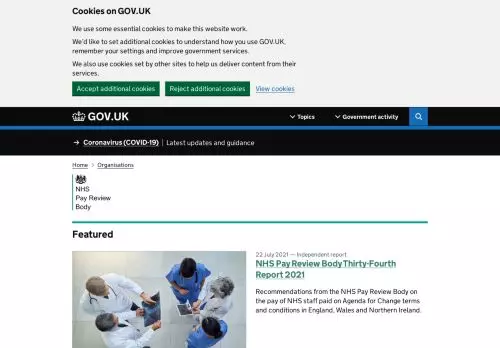 Cookies on GOV.UK
We use some essential cookies to make this website work.
We'd like to set additional cookies to understand how you use GOV.UK,
remember your settings and improve government services.
We also use cookies set by other sites to help us deliver content from their
services.
Accept additional cookies Reject additional cookies View cookies
GOV.UK Topics Government activity
→ Coronavirus (COVID-19) Latest updates and guidance
Home > Organisations
NHS
Pay Review
Body
Featured
22 July 2021 — Independent report
NHS Pay Review Body Thirty-Fourth
Report 2021
Recommendations from the NHS Pay Review Body on
the pay of NHS staff paid on Agenda for Change terms
and conditions in England, Wales and Northern Ireland.